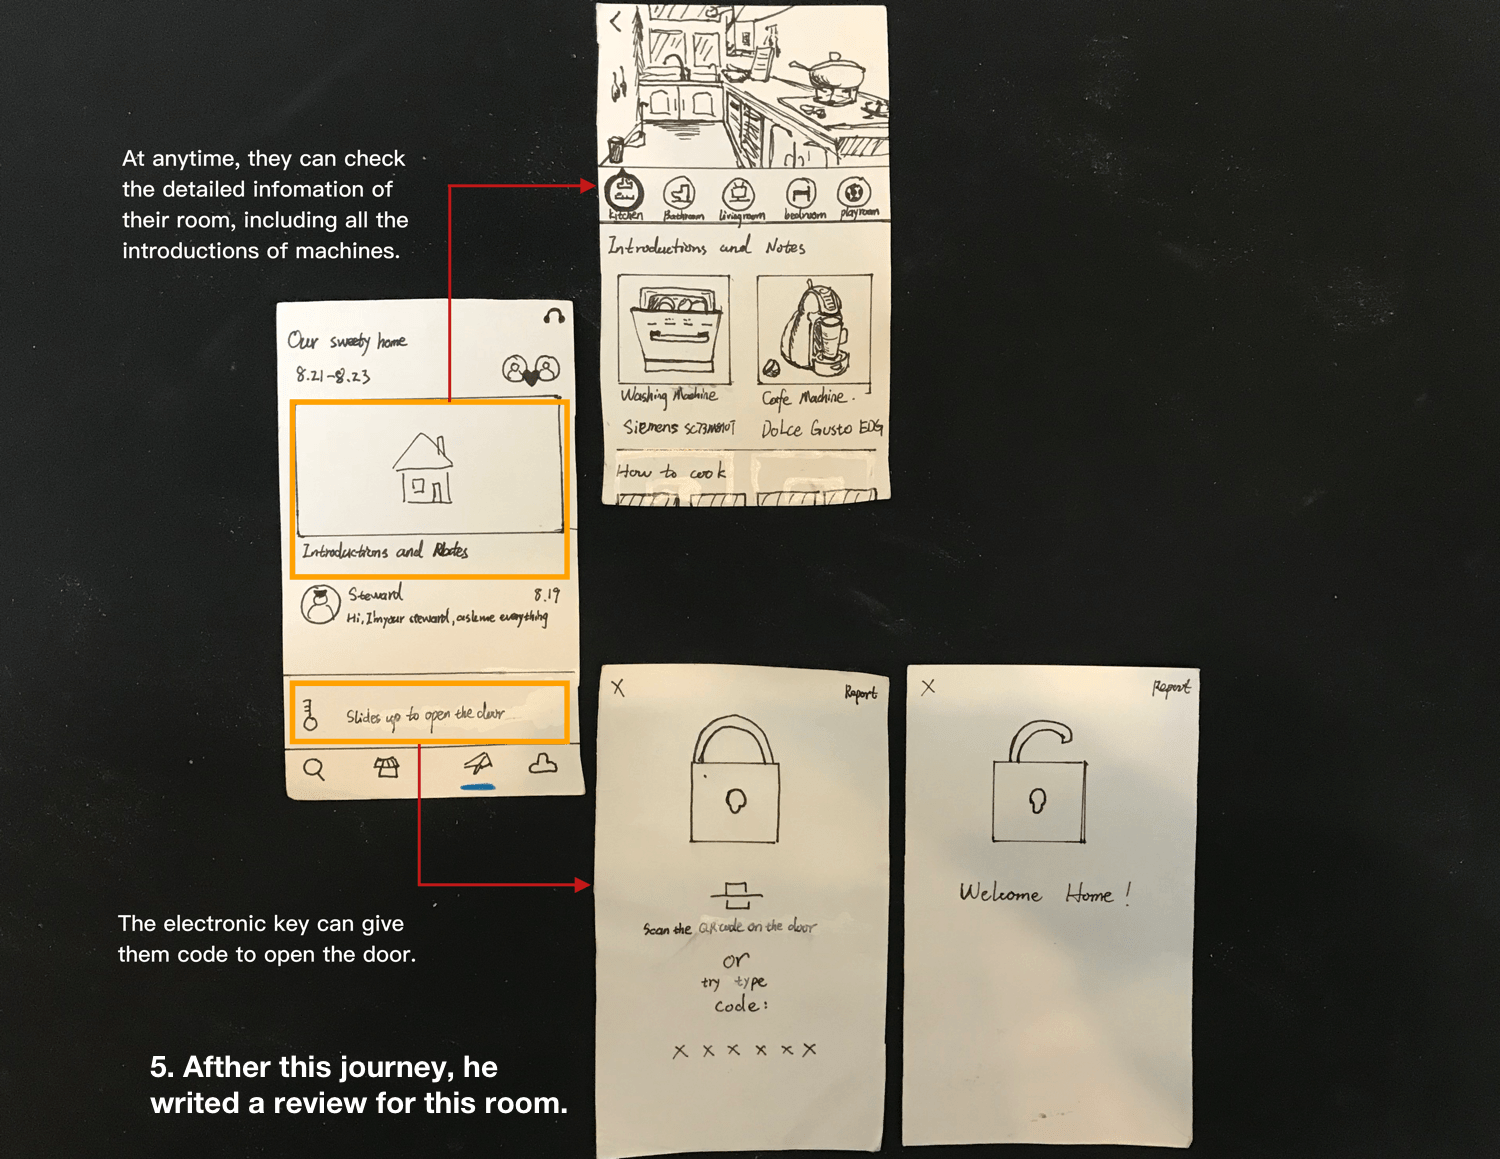 At anytime, they can check
the detailed infomation of
their room, including all the
introductions of machines.
Kitchen Bathroom Livingroom bedroom playroom
Introductions and Notes
Washing Machine
Siemens
Cafe Machine.
Dolce Gusto EDG
How to cook
Our sweety home
8.21-8.23
Introductions and Notes
Steward 8.19
Hi, I'm your steward, ask me everything
Slides up to open the door
X Report
Scan the QR code on the door
or
try type
code:
X X X X X X
X Report
Welcome Home!
The electronic key can give
them code to open the door.
5. Afther this journey, he
writed a review for this room.